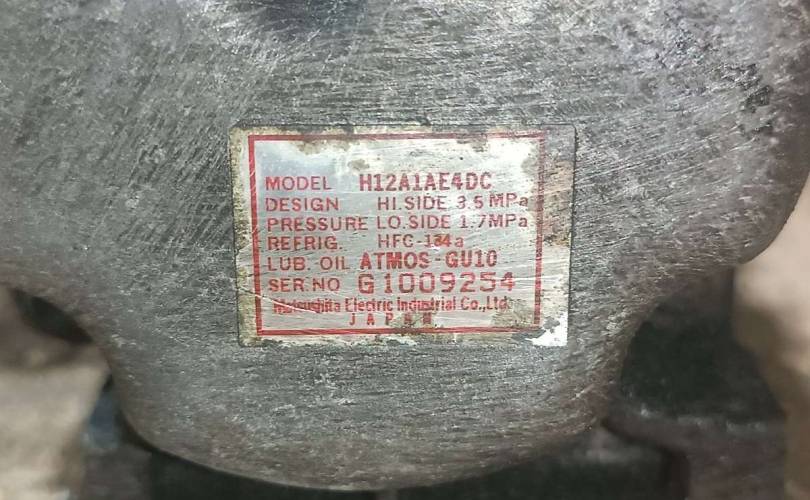 MODEL H12A1AE4DC
DESIGN HI.SIDE 3.5 MPa
PRESSURE LO.SIDE 1.7MPa
REFRIG. HFC-134a
LUB. OIL ATMOS-GU10
SER.NO G1009254
Matsushita Electric Industrial Co.,Ltd.
JAPAN